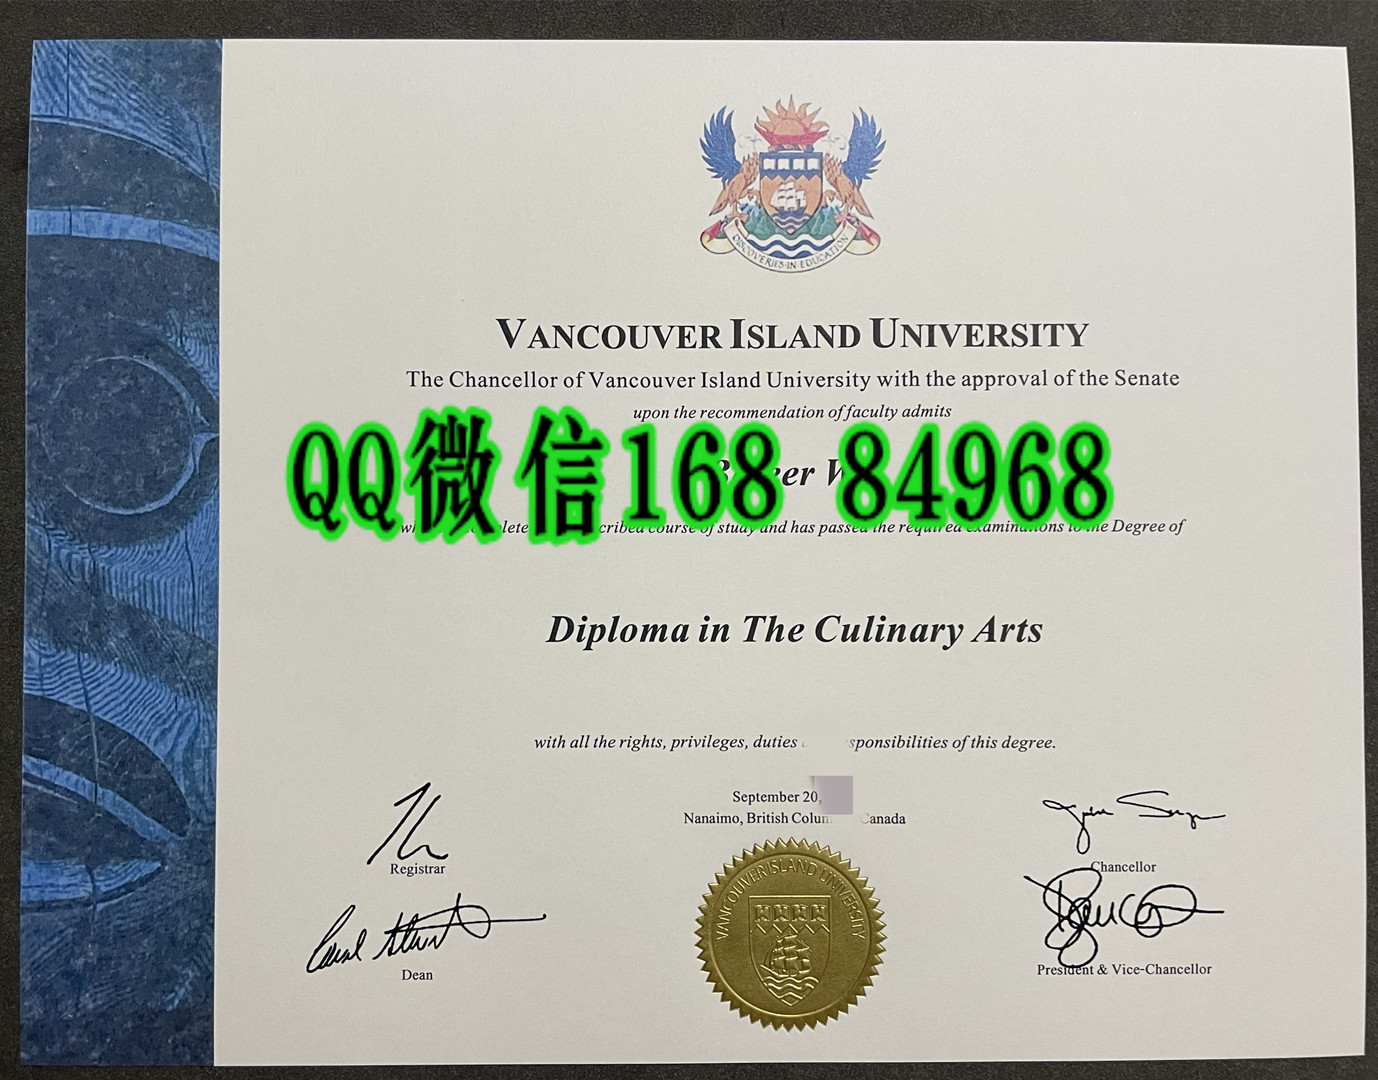 DISCOVERIES·IN·EDUCATION
VANCOUVER ISLAND UNIVERSITY
The Chancellor of Vancouver Island University with the approval of the Senate
upon the recommendation of faculty admits
QQ微信168 84968
course of study and has passed the required to the Degree of
Diploma in The Culinary Arts
with all the rights, privileges, duties of this degree.
September 20,
Nanaimo, British Canada
Registrar
Chancellor
VANCOUVER ISLAND UNIVERSITY
Dean
President & Vice-Chancellor